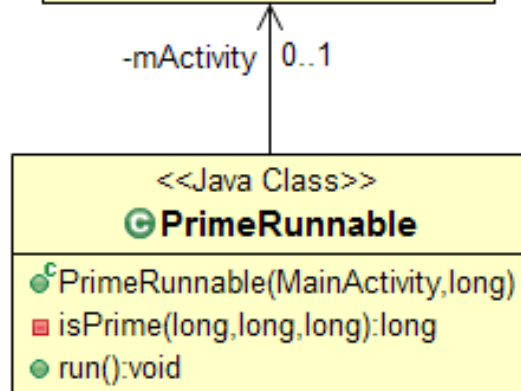 -mActivity 0..1
<<Java Class>>
C PrimeRunnable
c PrimeRunnable(MainActivity,long)
isPrime(long,long,long):long
run():void